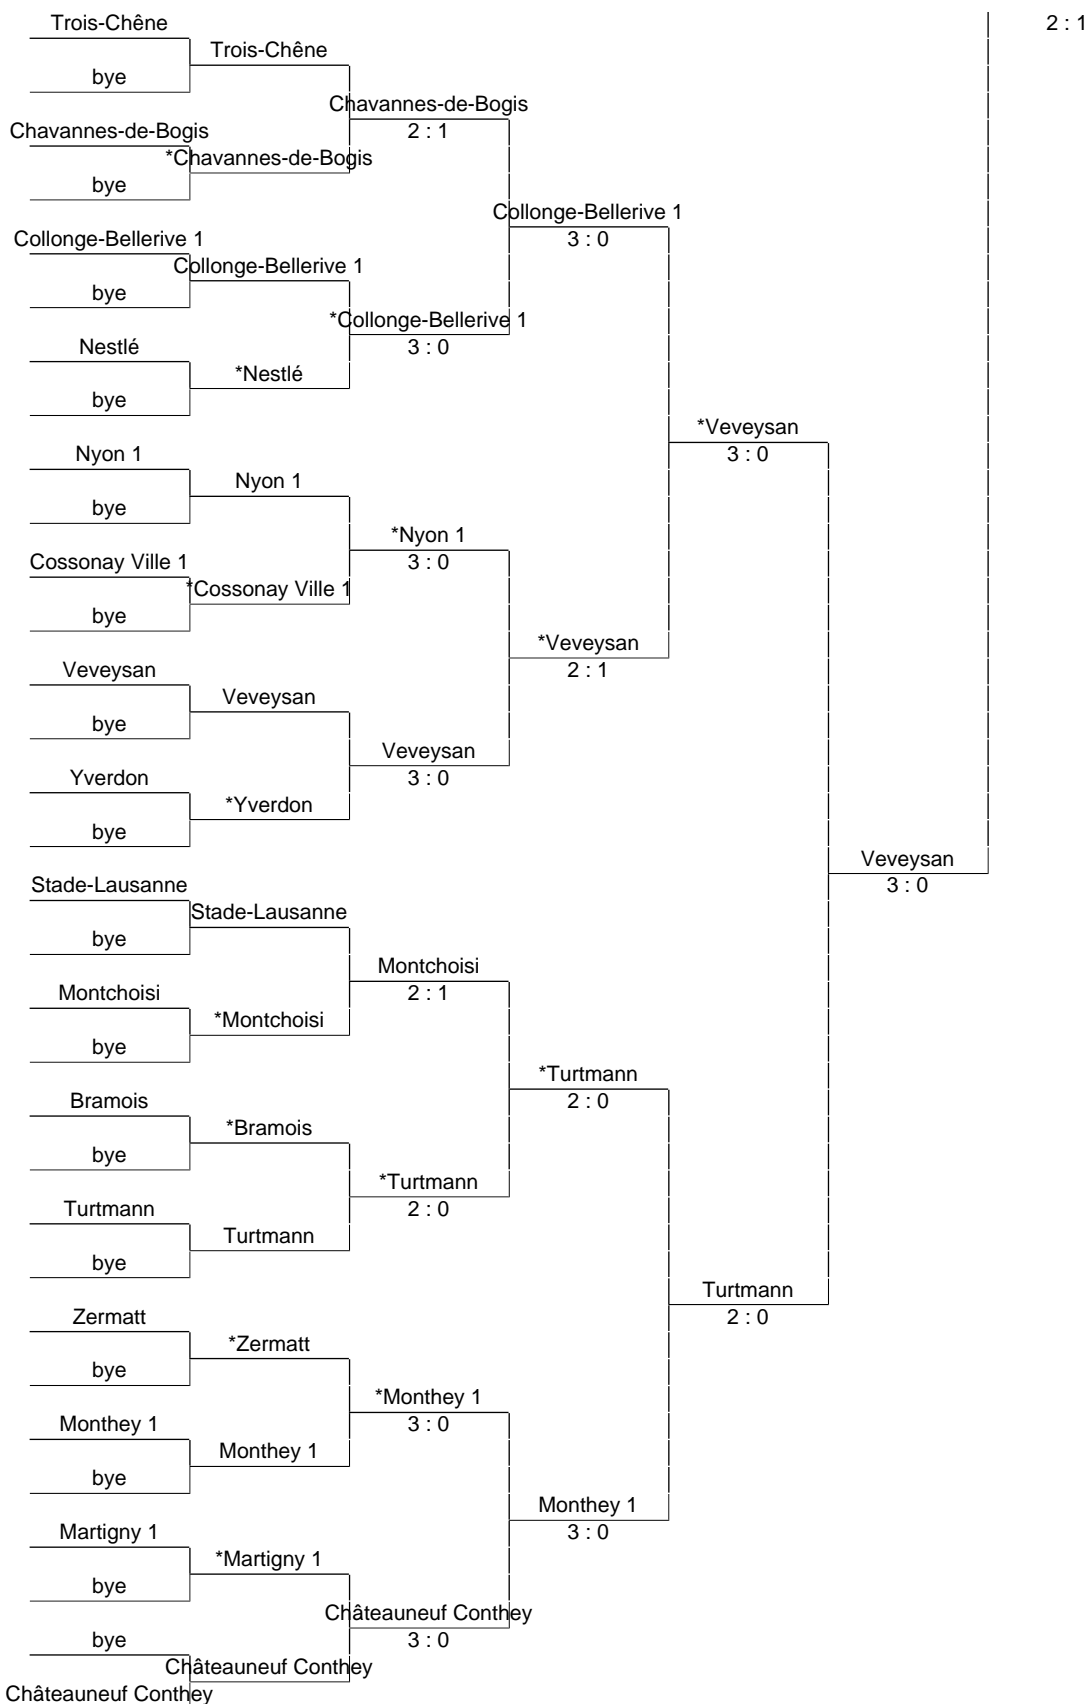 Trois-Chêne
2 : 1
Trois-Chêne
bye
Chavannes-de-Bogis
2 : 1
Chavannes-de-Bogis
*Chavannes-de-Bogis
bye
Collonge-Bellerive 1
3 : 0
Collonge-Bellerive 1
Collonge-Bellerive 1
bye
*Collonge-Bellerive 1
3 : 0
Nestlé
*Nestlé
bye
*Veveysan
3 : 0
Nyon 1
Nyon 1
bye
*Nyon 1
3 : 0
Cossonay Ville 1
*Cossonay Ville 1
bye
*Veveysan
2 : 1
Veveysan
Veveysan
bye
Veveysan
3 : 0
Yverdon
*Yverdon
bye
Veveysan
3 : 0
Stade-Lausanne
Stade-Lausanne
bye
Montchoisi
2 : 1
Montchoisi
*Montchoisi
bye
*Turtmann
2 : 0
Bramois
*Bramois
bye
*Turtmann
2 : 0
Turtmann
Turtmann
bye
Turtmann
2 : 0
Zermatt
*Zermatt
bye
*Monthey 1
3 : 0
Monthey 1
Monthey 1
bye
Monthey 1
3 : 0
Martigny 1
*Martigny 1
bye
Châteauneuf Conthey
3 : 0
bye
Châteauneuf Conthey
Châteauneuf Conthey